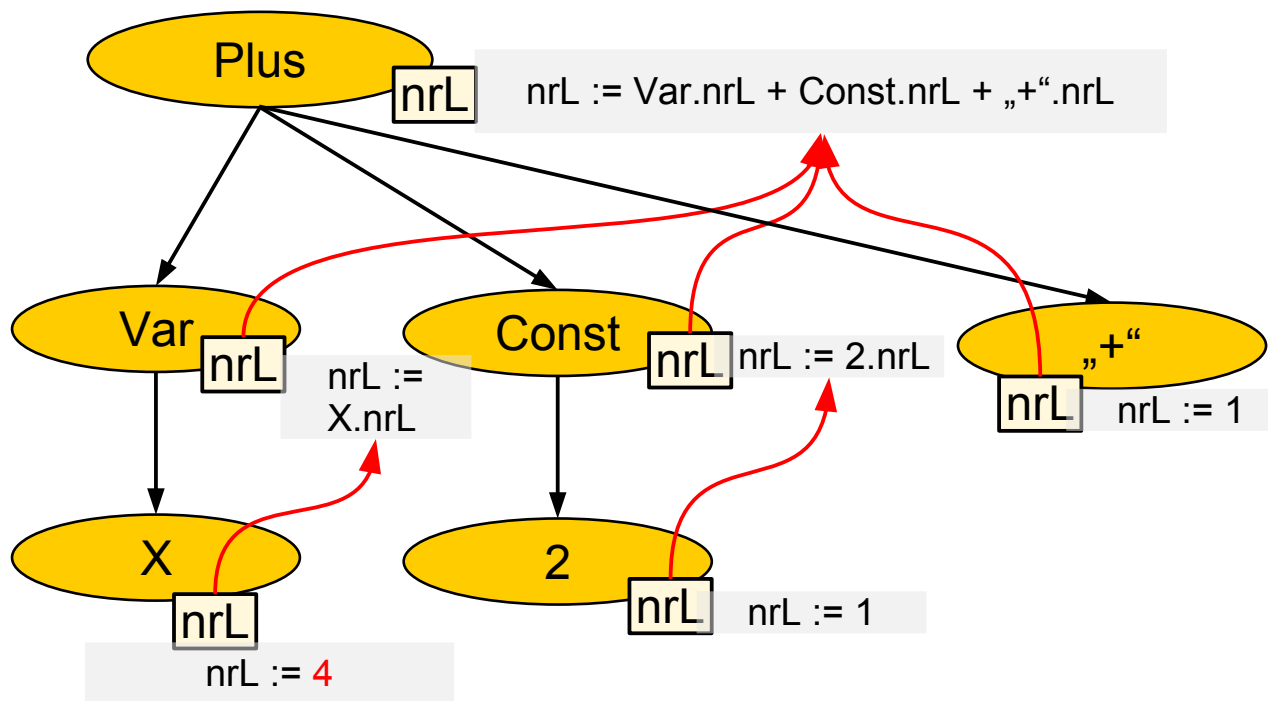 Plus
nrL
nrL := Var.nrL + Const.nrL + „+“.nrL
Var
nrL
nrL :=
X.nrL
Const
nrL
nrL := 2.nrL
„+“
nrL
nrL := 1
X
nrL
nrL := 4
2
nrL
nrL := 1